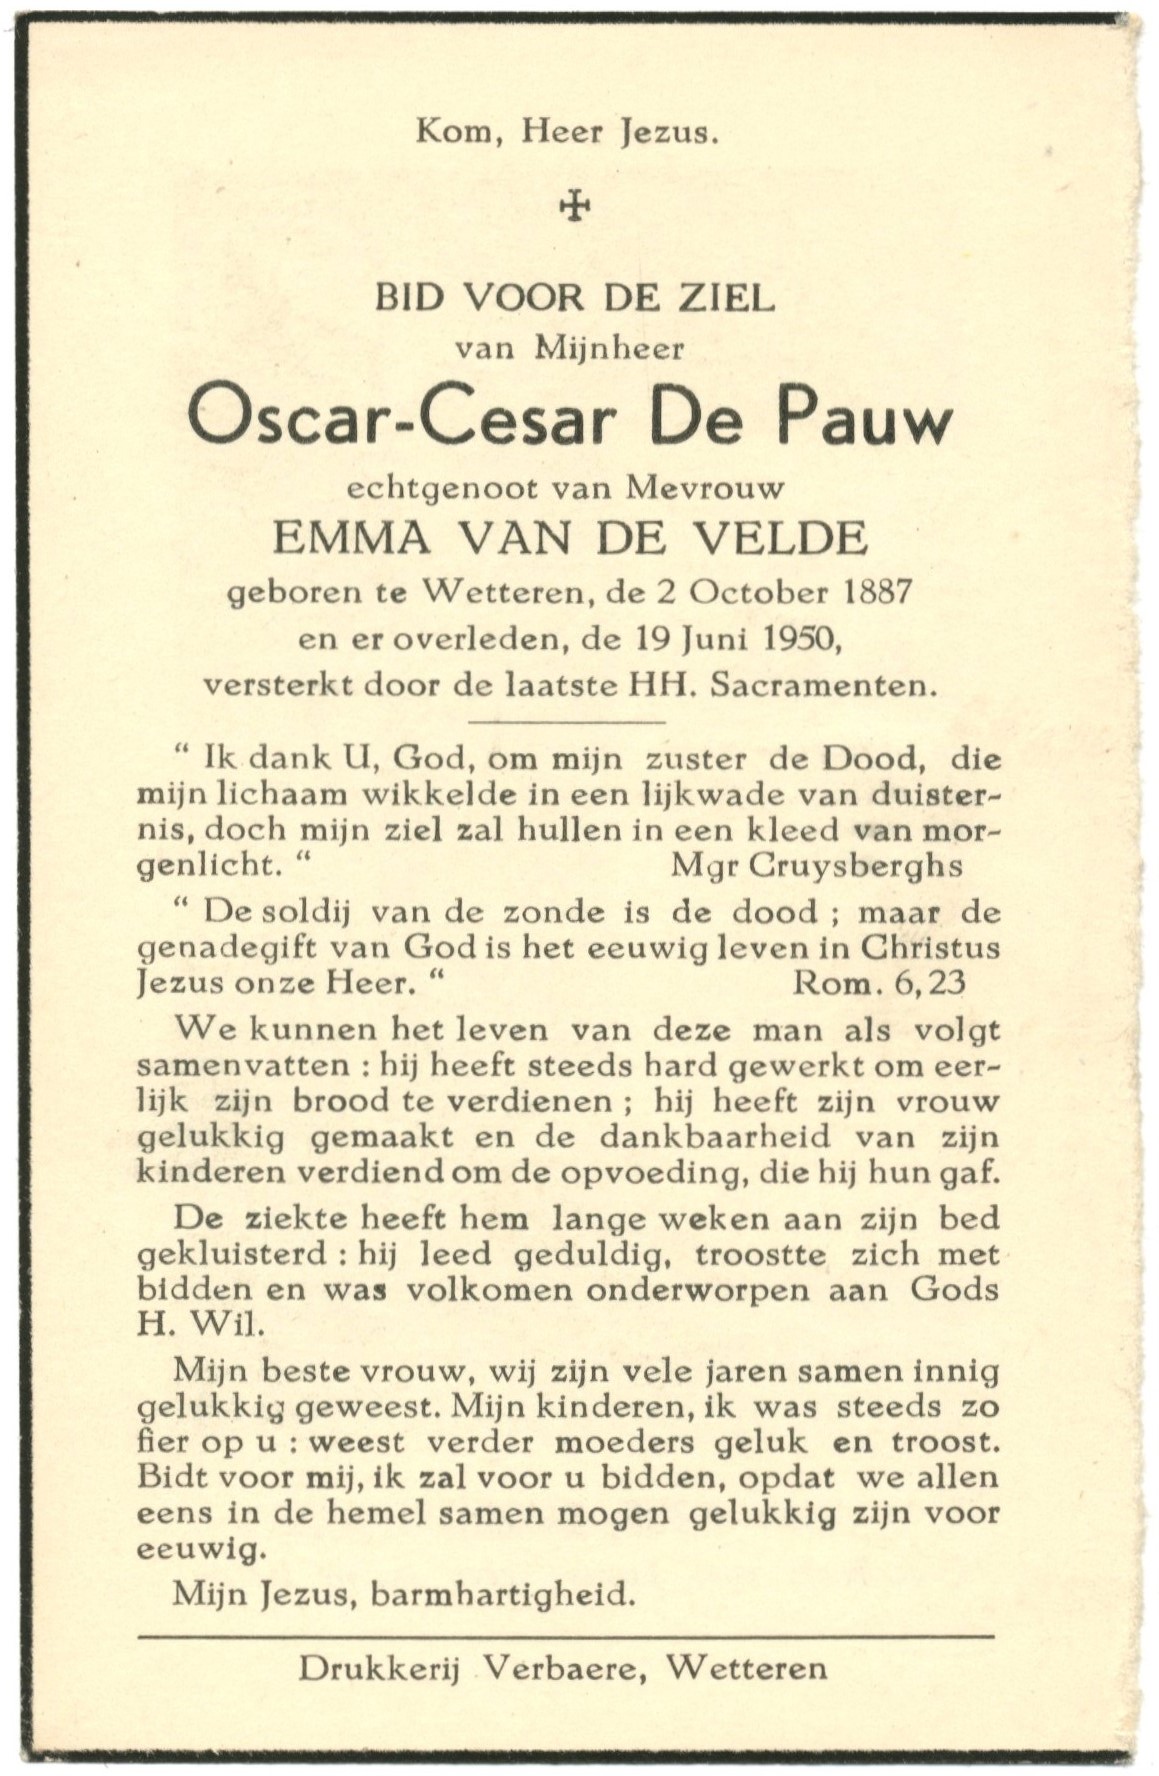 Kom, Heer Jezus.
✠
BID VOOR DE ZIEL
van Mijnheer
Oscar-Cesar De Pauw
echtgenoot van Mevrouw
EMMA VAN DE VELDE
geboren te Wetteren, de 2 October 1887
en er overleden, de 19 Juni 1950,
versterkt door de laatste HH. Sacramenten.
“ Ik dank U, God, om mijn zuster de Dood, die
mijn lichaam wikkelde in een lijkwade van duister-
nis, doch mijn ziel zal hullen in een kleed van mor-
genlicht. “ Mgr Cruysberghs
“ De soldij van de zonde is de dood ; maar de
genadegift van God is het eeuwig leven in Christus
Jezus onze Heer. “ Rom. 6,23
We kunnen het leven van deze man als volgt
samenvatten : hij heeft steeds hard gewerkt om eer-
lijk zijn brood te verdienen ; hij heeft zijn vrouw
gelukkig gemaakt en de dankbaarheid van zijn
kinderen verdiend om de opvoeding, die hij hun gaf.
De ziekte heeft hem lange weken aan zijn bed
gekluisterd : hij leed geduldig, troostte zich met
bidden en was volkomen onderworpen aan Gods
H. Wil.
Mijn beste vrouw, wij zijn vele jaren samen innig
gelukkig geweest. Mijn kinderen, ik was steeds zo
fier op u : weest verder moeders geluk en troost.
Bidt voor mij, ik zal voor u bidden, opdat we allen
eens in de hemel samen mogen gelukkig zijn voor
eeuwig.
Mijn Jezus, barmhartigheid.
Drukkerij Verbaere, Wetteren